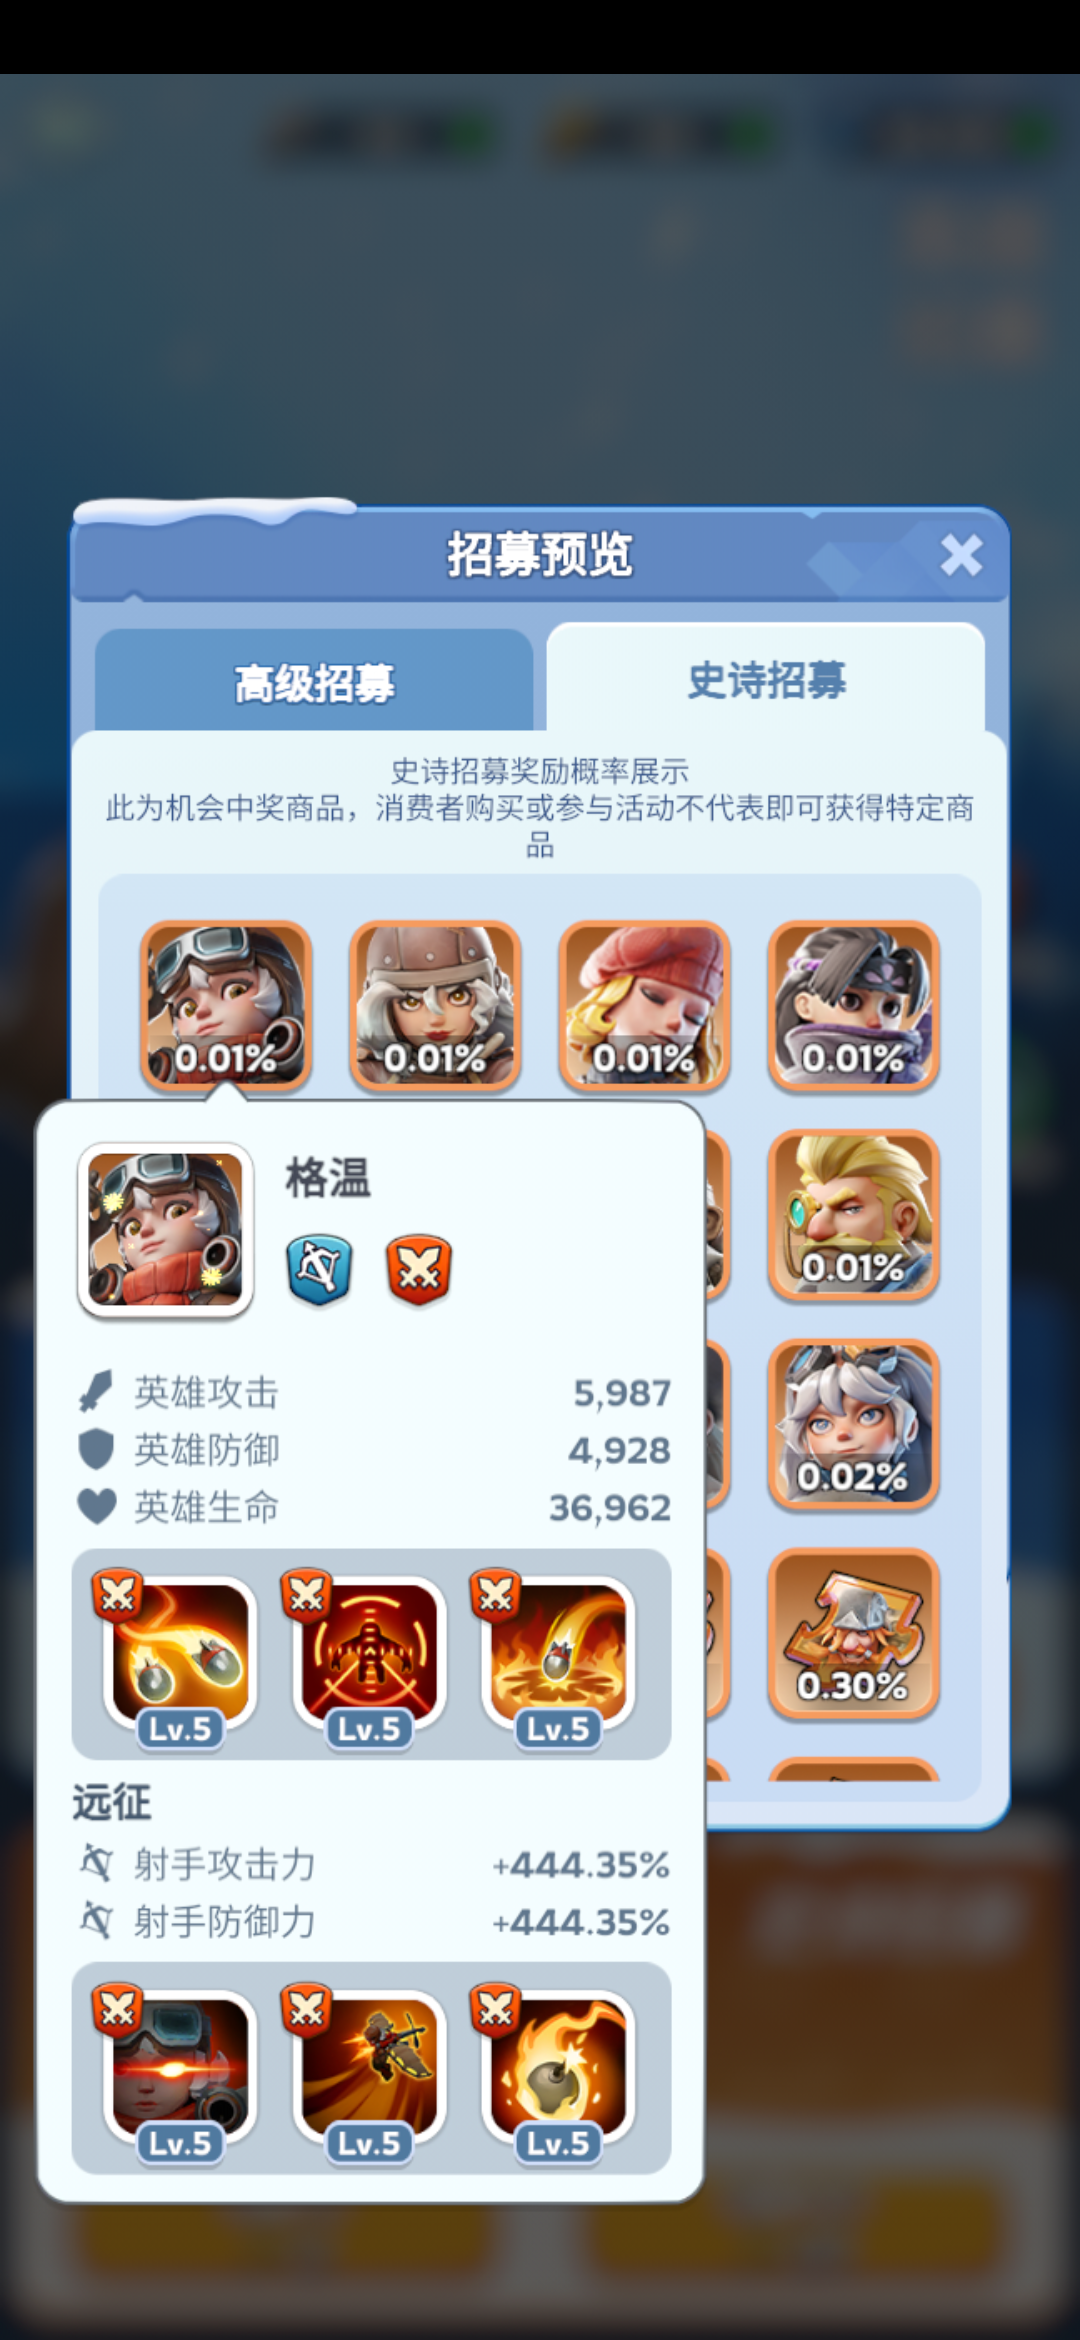 招募预览
高级招募
史诗招募
史诗招募奖励概率展示
此为机会中奖商品，消费者购买或参与活动不代表即可获得特定商
品
0.01% 0.01% 0.01% 0.01%
格温
0.01%
英雄攻击 5,987
英雄防御 4,928
0.02%
英雄生命 36,962
0.30%
Lv.5 Lv.5 Lv.5
远征
射手攻击力 +444.35%
射手防御力 +444.35%
Lv.5 Lv.5 Lv.5